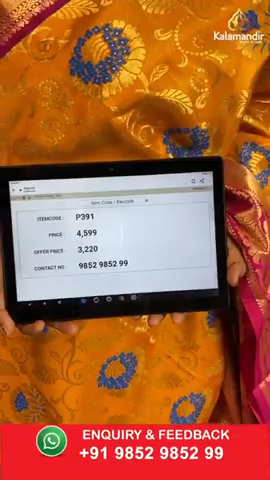 Kalamandir
Item Code / Barcode
ITEMCODE : P391
PRICE : 4,599
OFFER PRICE : 3,220
CONTACT NO : 9852 9852 99
ENQUIRY & FEEDBACK
+91 9852 9852 99